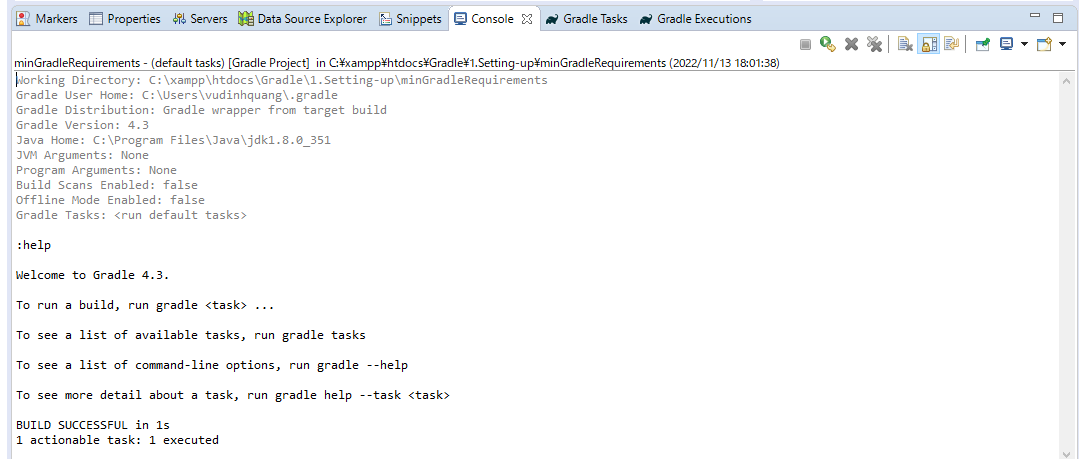 Markers Properties Servers Data Source Explorer Snippets Console Gradle Tasks Gradle Executions
minGradleRequirements - (default tasks) [Gradle Project] in C:¥xampp¥htdocs¥Gradle¥1.Setting-up¥minGradleRequirements (2022/11/13 18:01:38)
Working Directory: C:\xampp\htdocs\Gradle\1.Setting-up\minGradleRequirements
Gradle User Home: C:\Users\vudinhquang\.gradle
Gradle Distribution: Gradle wrapper from target build
Gradle Version: 4.3
Java Home: C:\Program Files\Java\jdk1.8.0_351
JVM Arguments: None
Program Arguments: None
Build Scans Enabled: false
Offline Mode Enabled: false
Gradle Tasks: <run default tasks>
:help
Welcome to Gradle 4.3.
To run a build, run gradle <task> ...
To see a list of available tasks, run gradle tasks
To see a list of command-line options, run gradle --help
To see more detail about a task, run gradle help --task <task>
BUILD SUCCESSFUL in 1s
1 actionable task: 1 executed